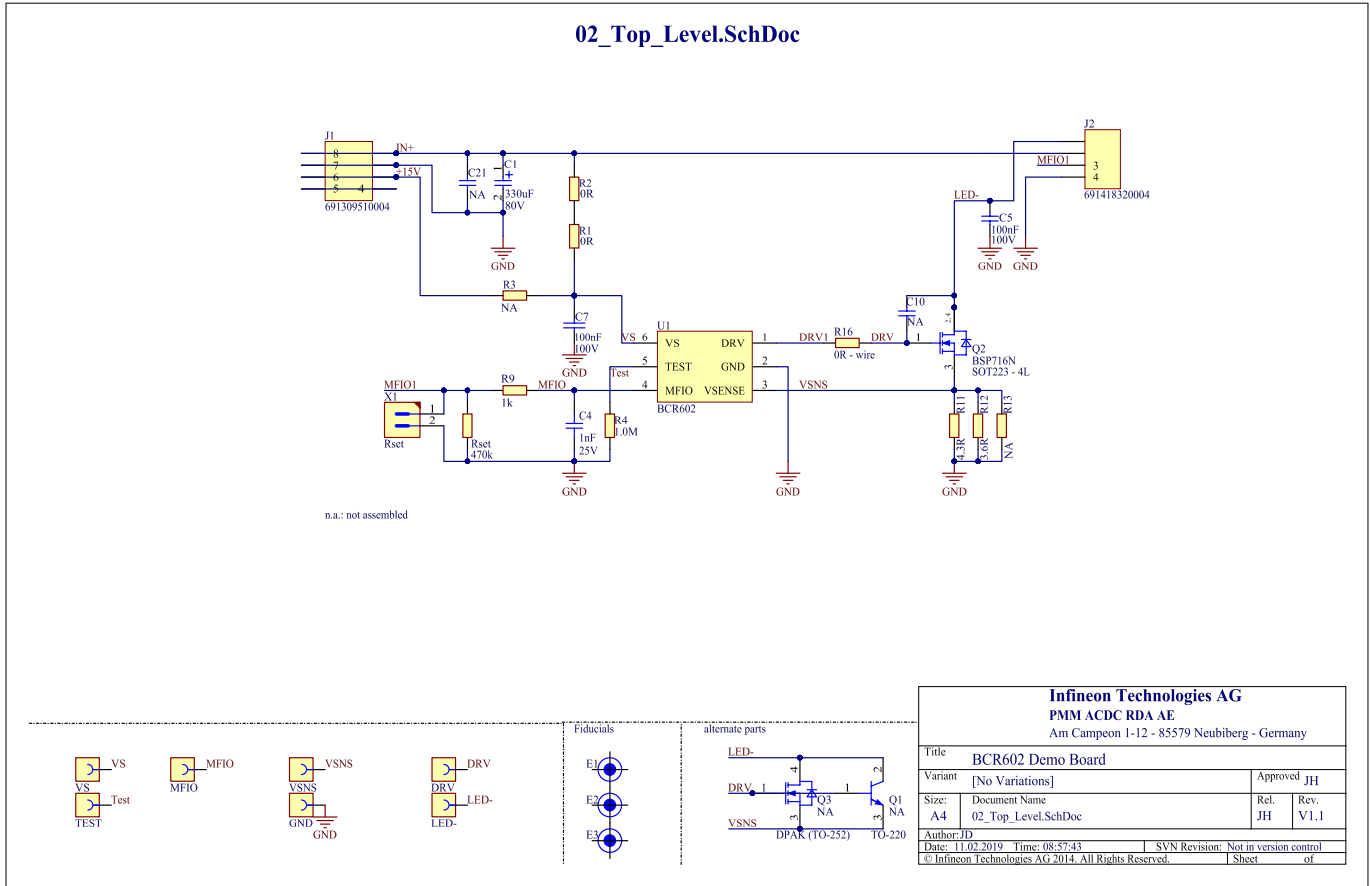 02_Top_Level.SchDoc
J1
8
7
6
5 4
691309510004
IN+
+15V
C21
NA
1
C1
+
2
330uF
80V
GND
R2
0R
R1
0R
R3
NA
C7
100nF
100V
GND
VS
6
5
4
Test
U1
VS
TEST
MFIO
DRV
GND
VSENSE
BCR602
1
2
3
DRV1
R16
0R - wire
DRV
VSNS
GND
MFIO1
X1
1
2
Rset
Rset
470k
R9
1k
MFIO
C4
1nF
25V
GND
R4
1.0M
C10
NA
1
2, 4
3
Q2
BSP716N
SOT223 - 4L
R11
4.3R
R12
3.6R
R13
NA
GND
LED-
C5
100nF
100V
GND
GND
J2
MFIO1
3
4
691418320004
n.a.: not assembled
VS
VS
Test
TEST
MFIO
MFIO
VSNS
VSNS
GND
GND
DRV
DRV
LED-
LED-
Fiducials
E1
E2
E3
alternate parts
LED-
DRV
VSNS
1
4
3
Q3
NA
DPAK (TO-252)
1
2
3
Q1
NA
TO-220
Infineon Technologies AG
PMM ACDC RDA AE
Am Campeon 1-12 - 85579 Neubiberg - Germany
Title
BCR602 Demo Board
Variant
[No Variations]
Approved
JH
Size:
A4
Document Name
02_Top_Level.SchDoc
Rel.
JH
Rev.
V1.1
Author:JD
Date: 11.02.2019 Time: 08:57:43
SVN Revision: Not in version control
© Infineon Technologies AG 2014. All Rights Reserved.
Sheet of